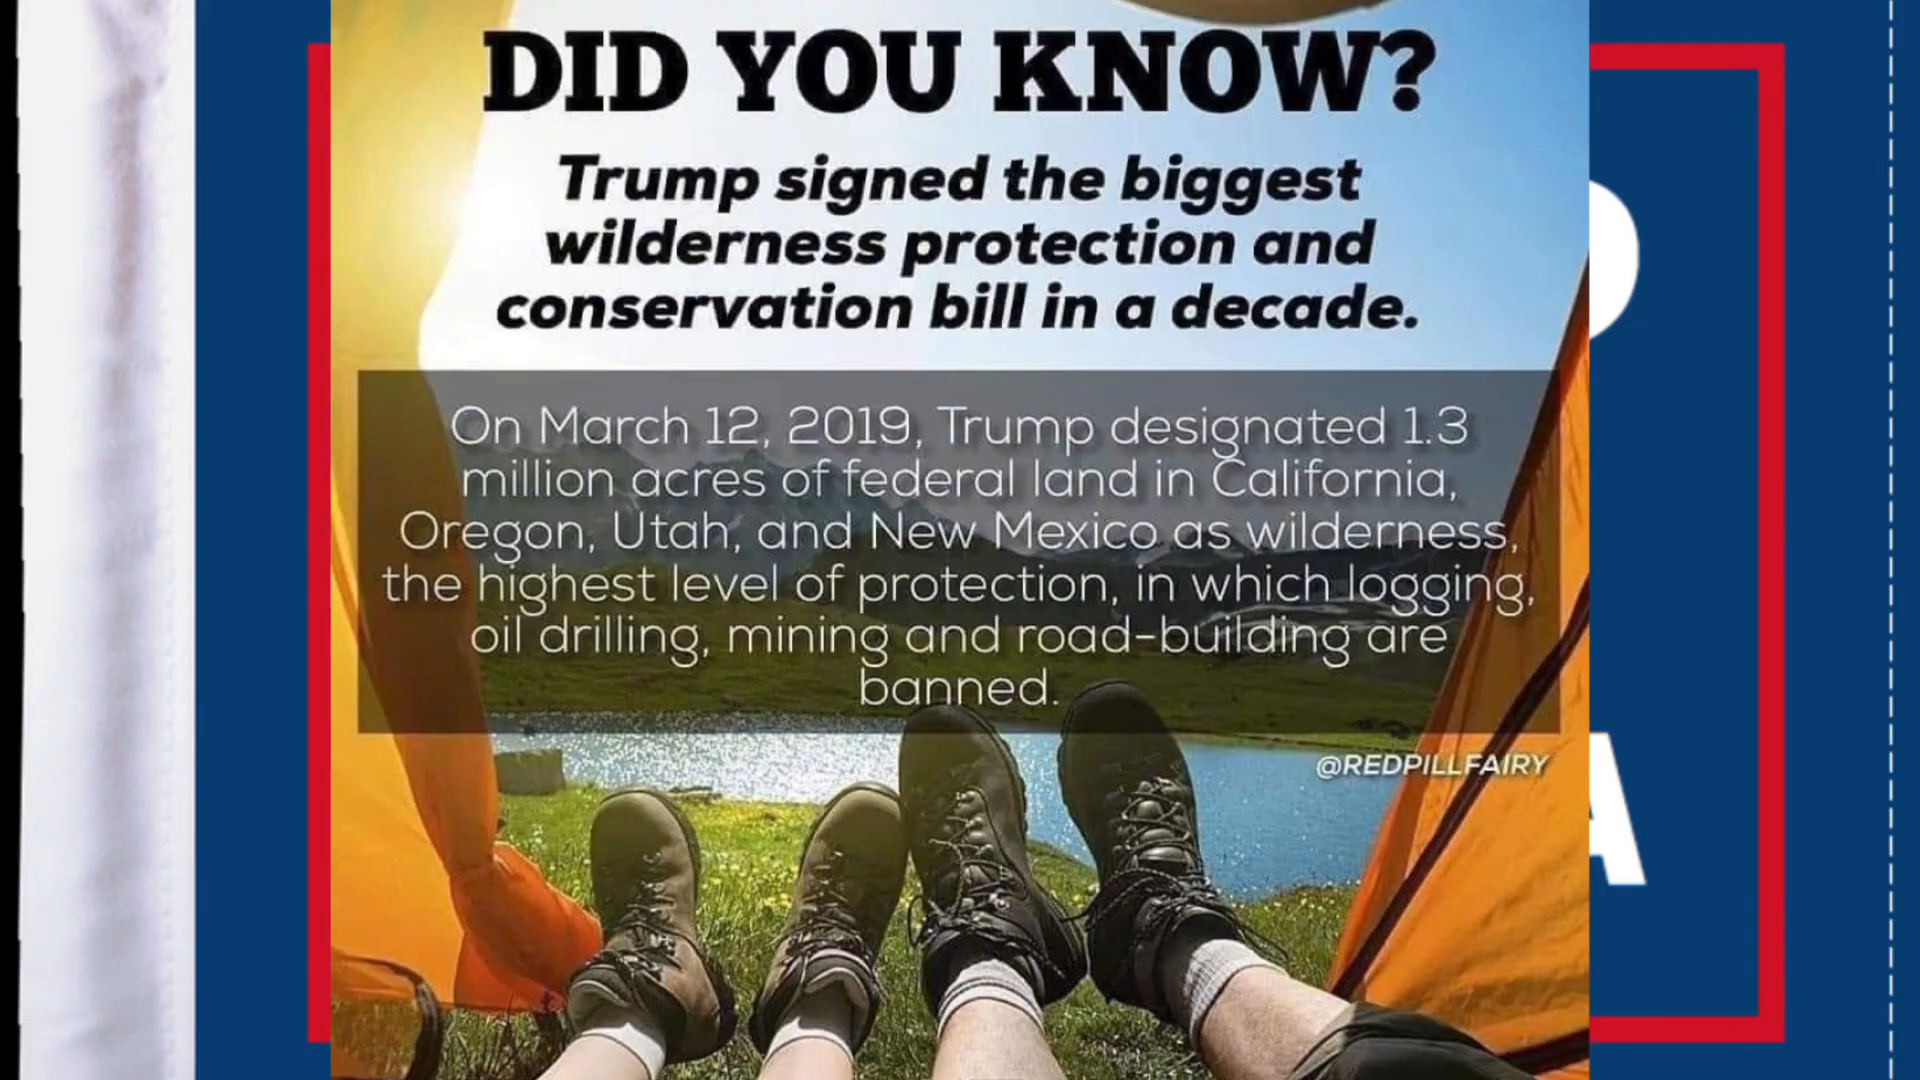 DID YOU KNOW?
Trump signed the biggest
wilderness protection and
conservation bill in a decade.
On March 12, 2019, Trump designated 1.3
million acres of federal land in California,
Oregon, Utah, and New Mexico as wilderness,
the highest level of protection, in which logging,
oil drilling, mining and road-building are
banned.
@REDPILLFAIRY